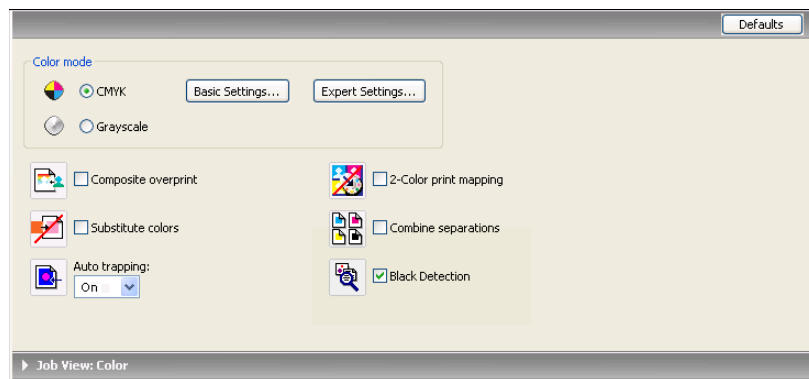 Defaults
Color mode
CMYK Basic Settings... Expert Settings...
Grayscale
Composite overprint 2-Color print mapping
Substitute colors Combine separations
Auto trapping:
On
Black Detection
Job View: Color